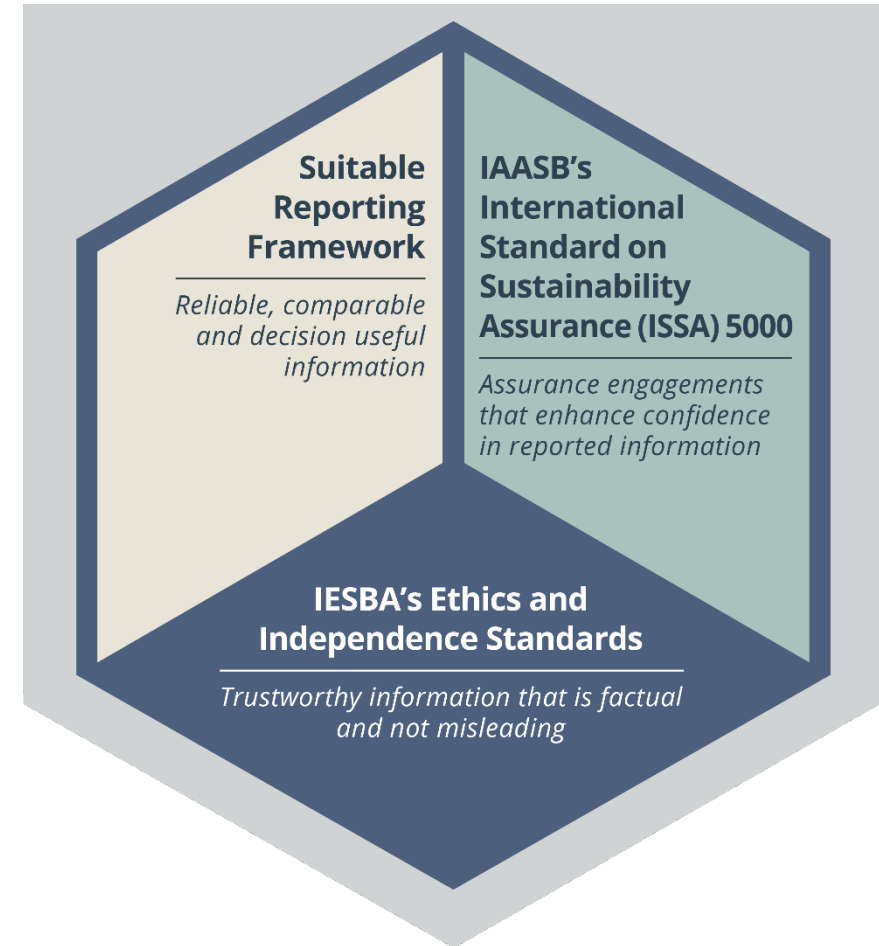 Suitable
Reporting
Framework
Reliable, comparable
and decision useful
information
IAASB’s
International
Standard on
Sustainability
Assurance (ISSA) 5000
Assurance engagements
that enhance confidence
in reported information
IESBA’s Ethics and
Independence Standards
Trustworthy information that is factual
and not misleading